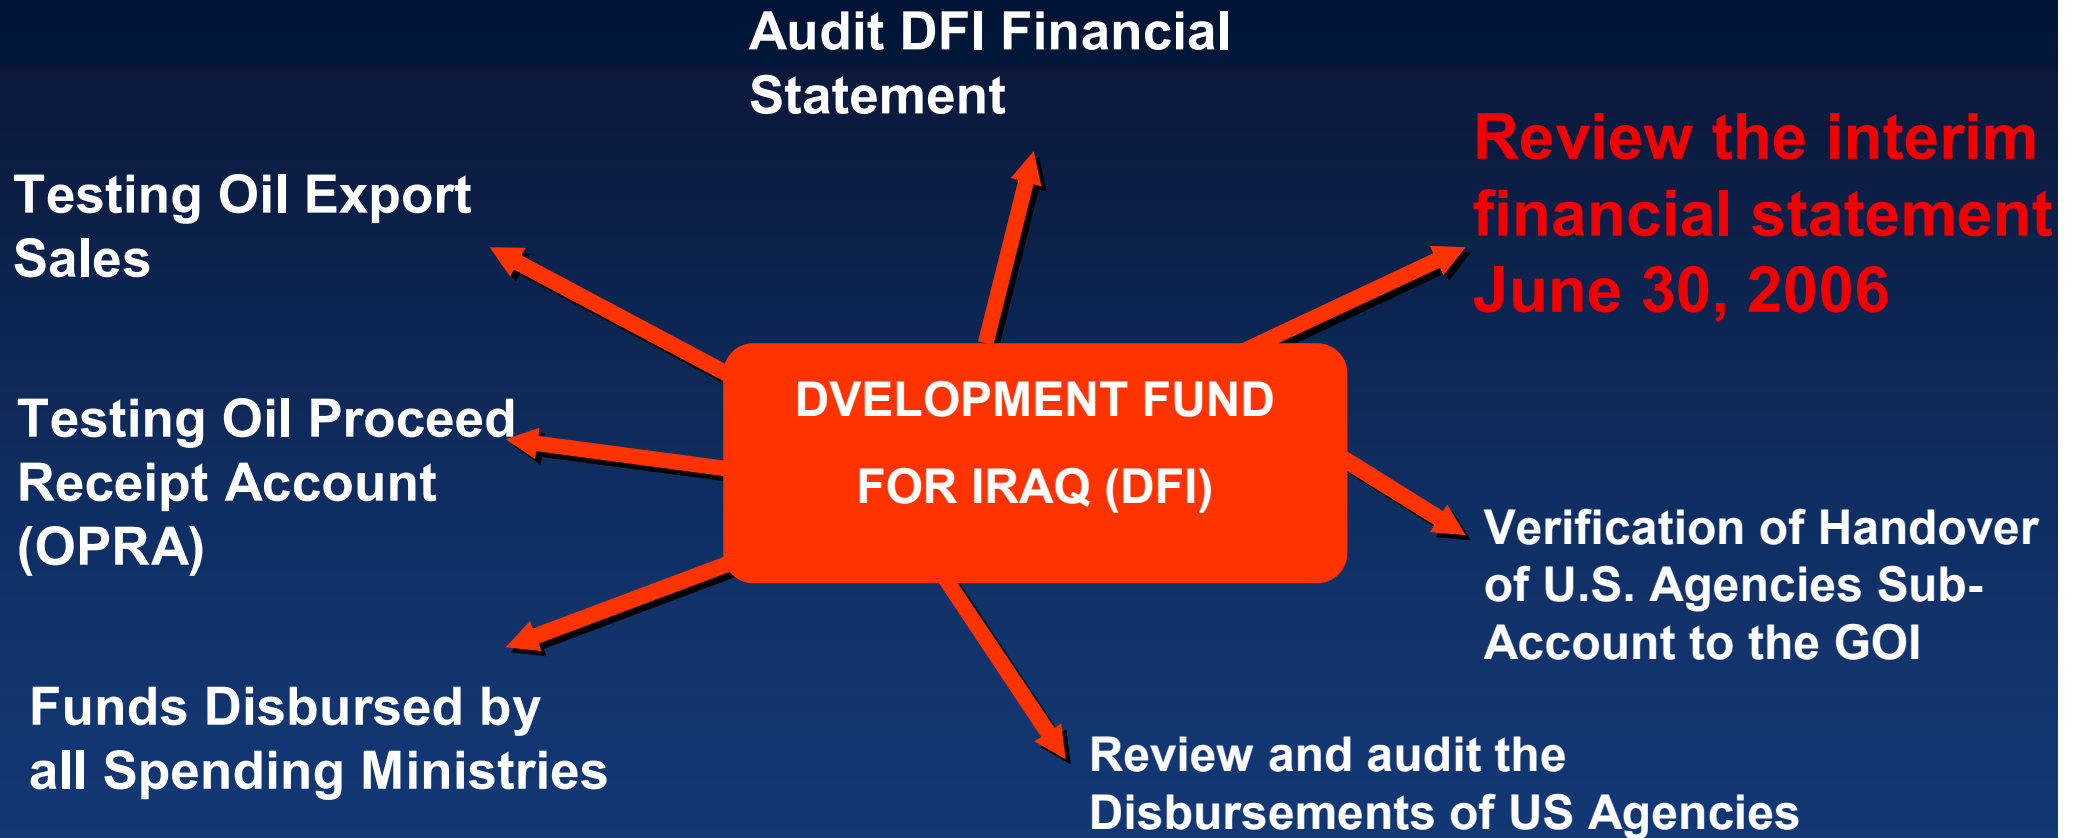 Audit DFI Financial
Statement
Review the interim
financial statement
June 30, 2006
Testing Oil Export
Sales
DVELOPMENT FUND
FOR IRAQ (DFI)
Testing Oil Proceed
Receipt Account
(OPRA)
Verification of Handover
of U.S. Agencies Sub-
Account to the GOI
Funds Disbursed by
all Spending Ministries
Review and audit the
Disbursements of US Agencies